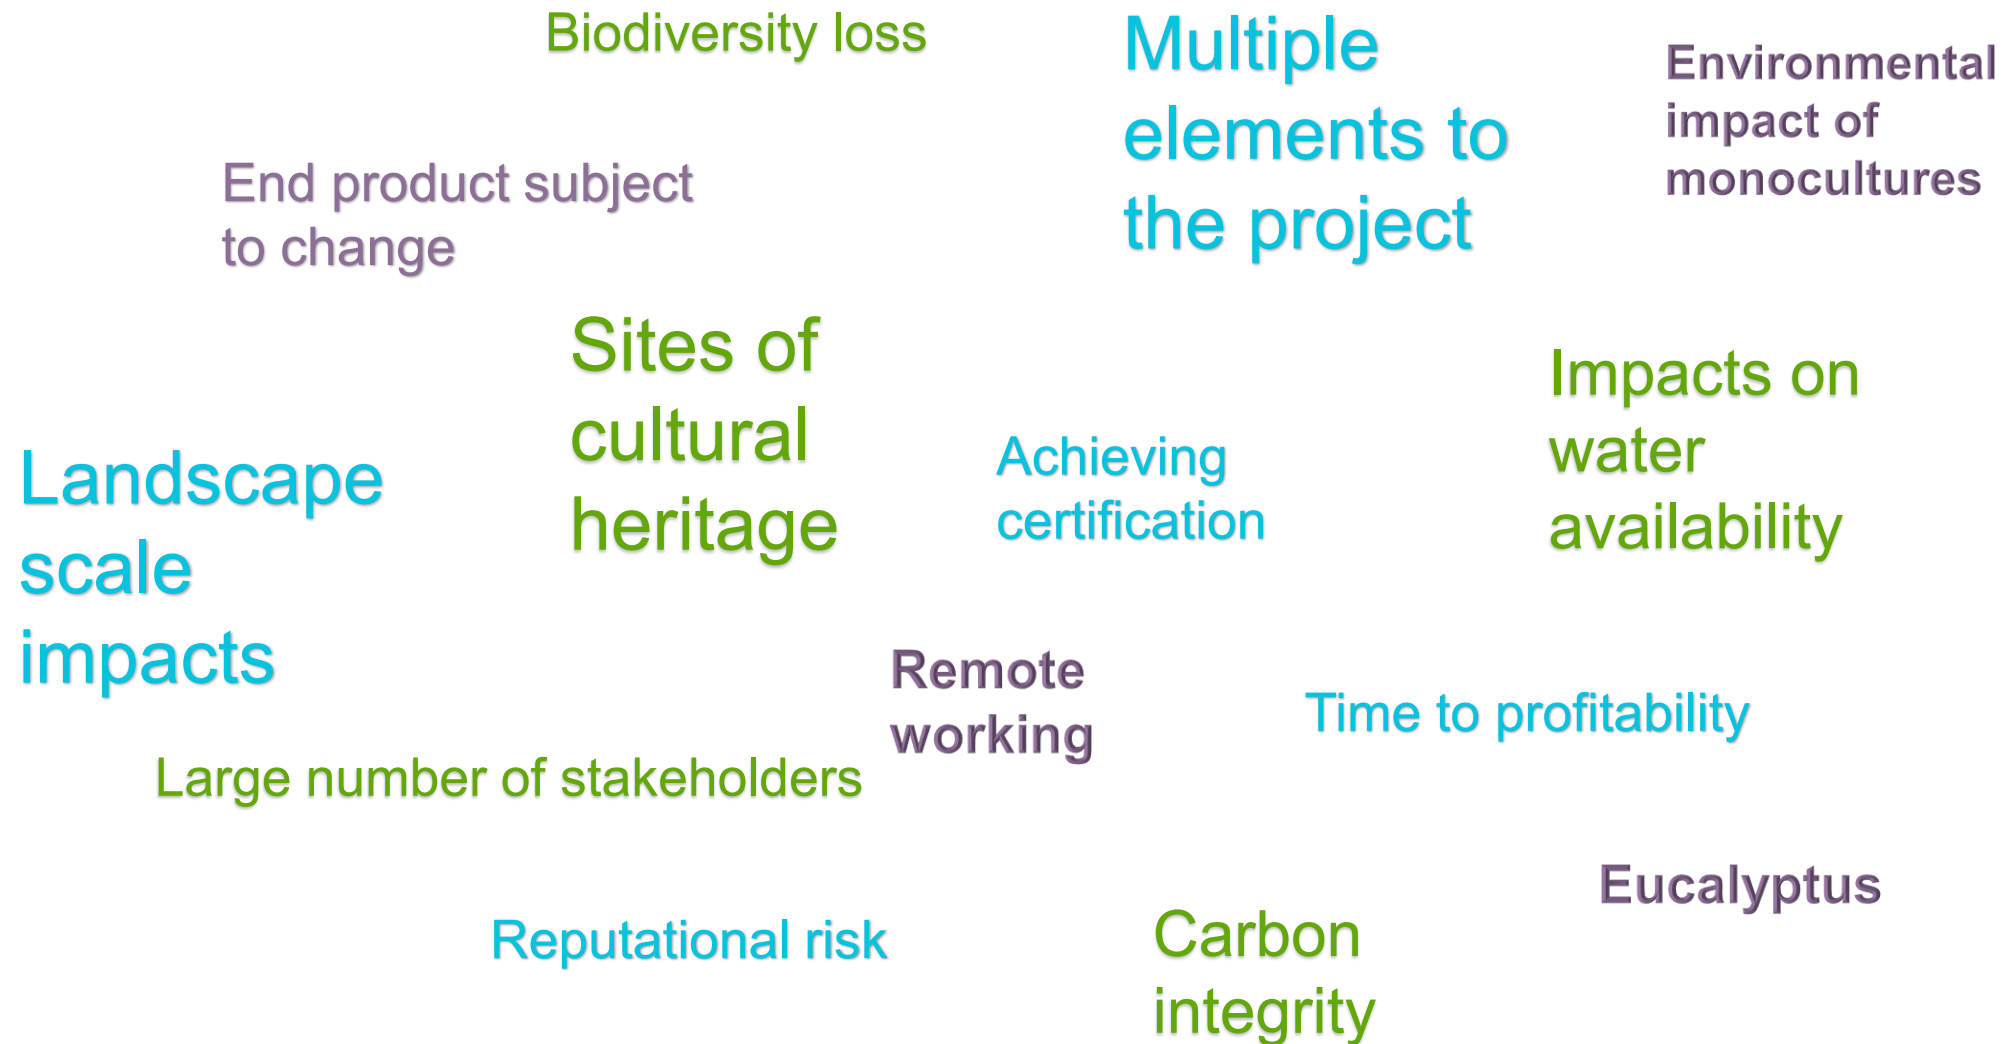 Biodiversity loss
Multiple
elements to
the project
Environmental
impact of
monocultures
End product subject
to change
Sites of
cultural
heritage
Impacts on
water
availability
Achieving
certification
Landscape
scale
impacts
Remote
working
Time to profitability
Large number of stakeholders
Eucalyptus
Reputational risk
Carbon
integrity